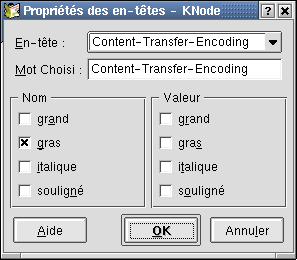 Propriétés des en-têtes - KNode
En-tête : Content-Transfer-Encoding
Mot Choisi : Content-Transfer-Encoding
Nom Valeur
grand grand
gras gras
italique italique
souligné souligné
Aide OK Annuler